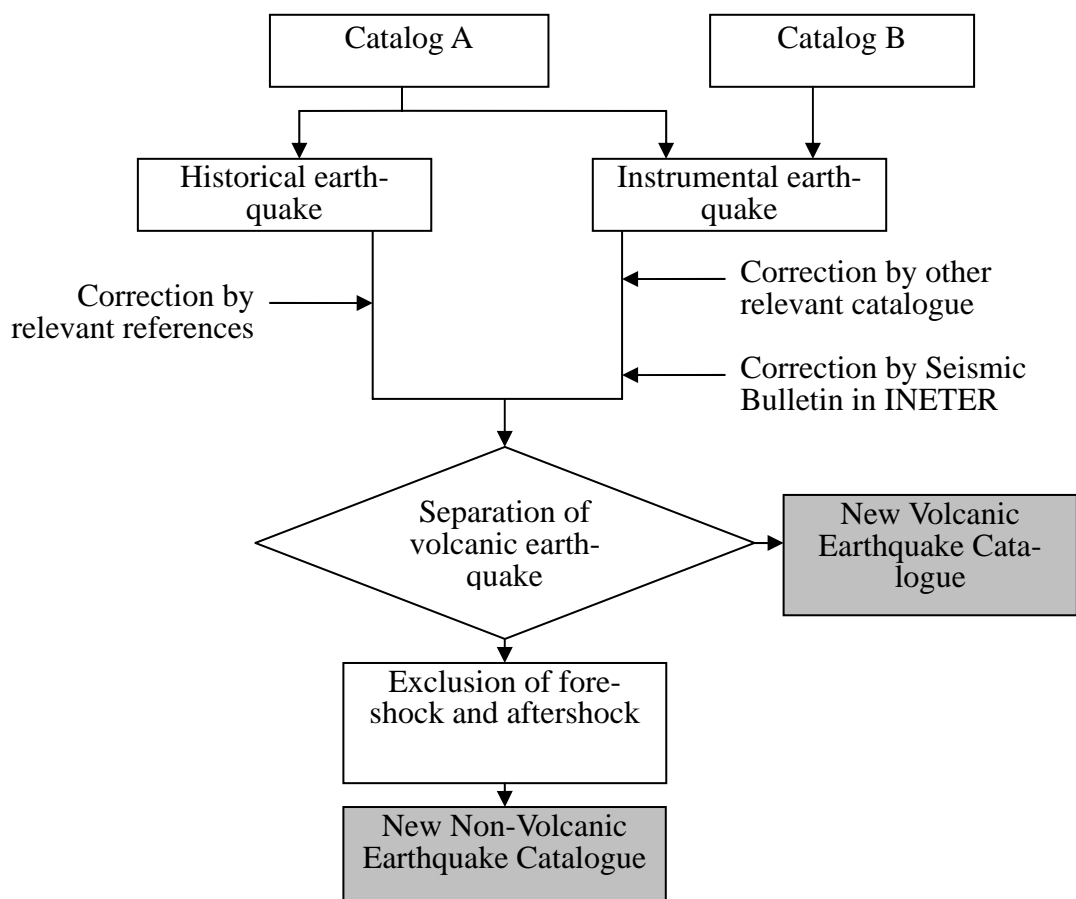 Catalog A
Catalog B
Historical earth-
quake
Instrumental earth-
quake
Correction by
relevant references
Correction by other
relevant catalogue
Correction by Seismic
Bulletin in INETER
Separation of
volcanic earth-
quake
New Volcanic
Earthquake Cata-
logue
Exclusion of fore-
shock and aftershock
New Non-Volcanic
Earthquake Catalogue